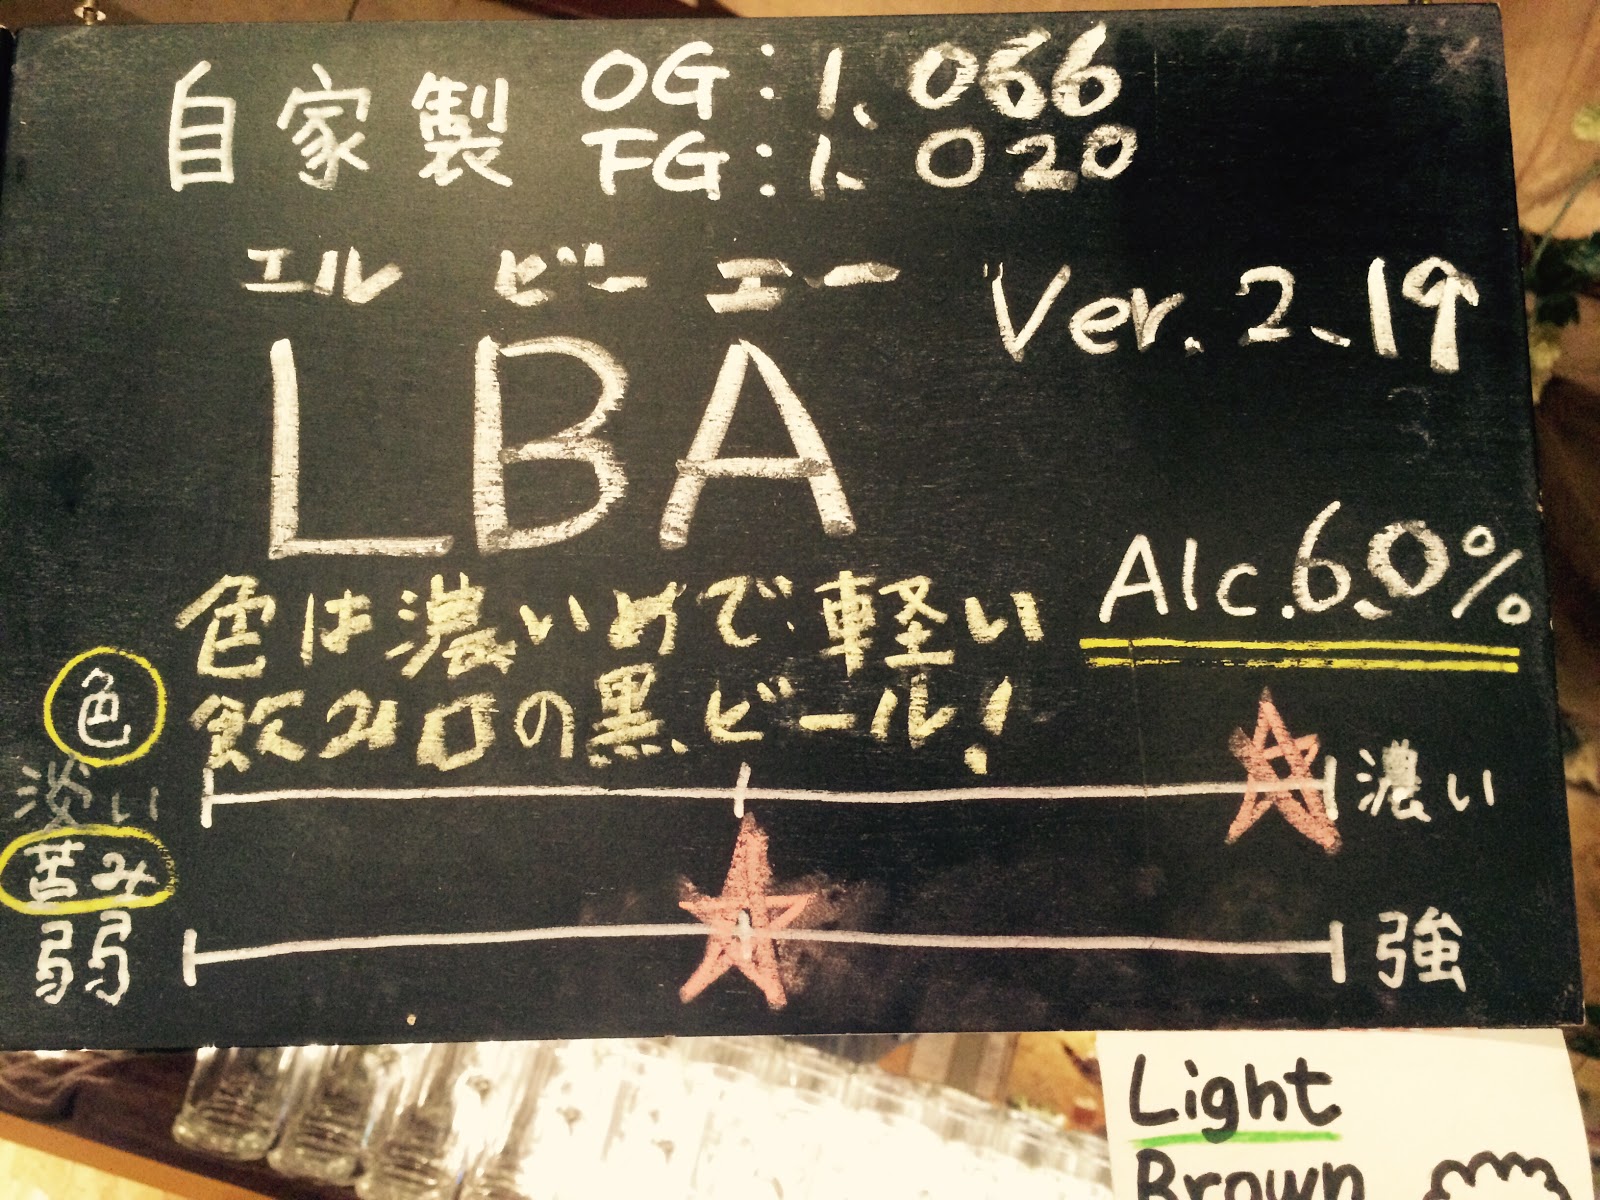 自家製 OG:1.066
FG:1.020
エルビーエー
LBA Ver.2.19
Alc.6.0%
色は濃いめで軽い
飲み口の黒ビール!
色
淡い 濃い
苦み
弱 強
Light
Brown